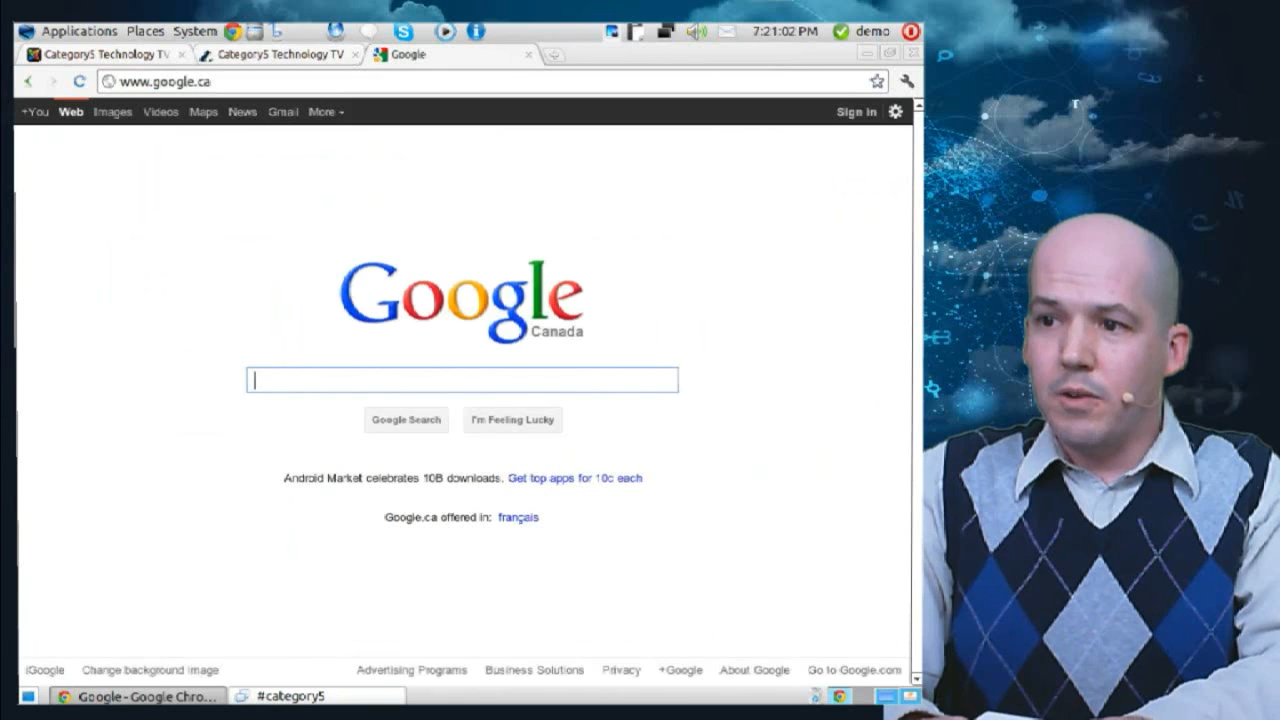 Applications Places System 7:21:02 PM demo
Category5 Technology TV Category5 Technology TV Google
www.google.ca
+You Web Images Videos Maps News Gmail More Sign in
Google
Canada
Google Search I'm Feeling Lucky
Android Market celebrates 10B downloads. Get top apps for 10c each
Google.ca offered in: français
iGoogle Change background image Advertising Programs Business Solutions Privacy +Google About Google Go to Google.com
Google - Google Chro... #category5